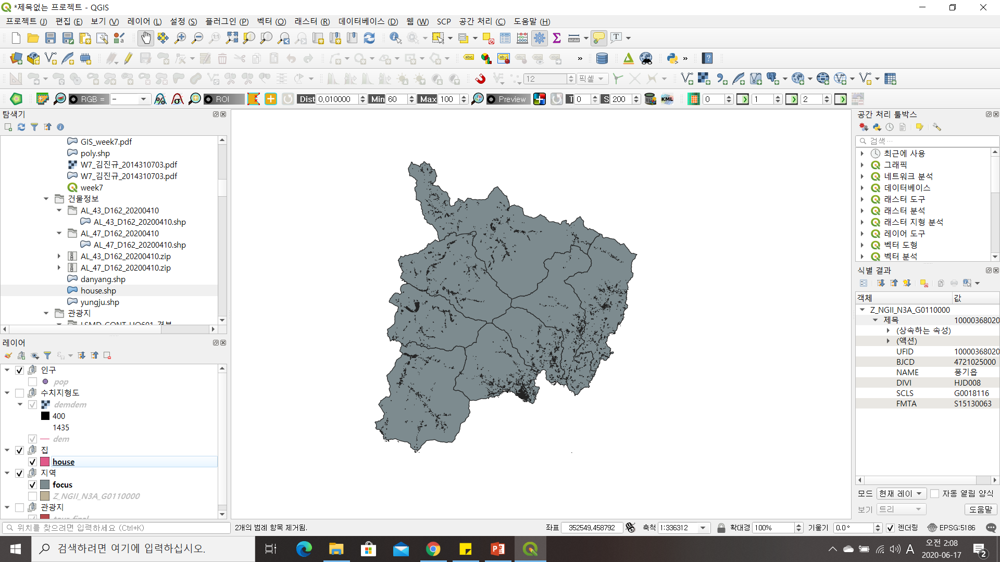 *제목없는 프로젝트 - QGIS
프로젝트 (J) 편집 (E) 보기 (V) 레이어 (L) 설정 (S) 플러그인 (P) 벡터 (O) 래스터 (R) 데이터베이스 (D) 웹 (W) SCP 공간 처리 (C) 도움말 (H)
12 픽셀
RGB = - ROI Dist 0,010000 Min 60 Max 100 Preview T 0 S 200 KML 0 1 2
탐색기
GIS_week7.pdf
poly.shp
W7_김진규_2014310703.pdf
W7_김진규_2014310703.pdf
week7
건물정보
AL_43_D162_20200410
AL_43_D162_20200410.shp
AL_47_D162_20200410
AL_47_D162_20200410.shp
AL_43_D162_20200410.zip
AL_47_D162_20200410.zip
danyang.shp
house.shp
yungju.shp
관광지
레이어
인구
pop
수치지형도
demdem
400
1435
dem
집
house
지역
focus
Z_NGII_N3A_G0110000
관광지
tour_final
공간 처리 툴박스
검색…
최근에 사용
그래픽
네트워크 분석
데이터베이스
래스터 도구
래스터 분석
래스터 지형 분석
레이어 도구
벡터 도형
벡터 분석
식별 결과
객체 값
Z_NGII_N3A_G0110000
제목 10000368020
(상속하는 속성)
(액션)
UFID 10000368020
BJCD 4721025000
NAME 풍기읍
DIVI HJD008
SCLS G0018116
FMTA S15130063
모드 현재 레이 자동 열림 양식
보기 트리 도움말
위치를 찾으려면 입력하세요 (Ctrl+K) 2개의 범례 항목 제거됨. 좌표 352549,458792 축척 1:336312 확대경 100% 기울기 0.0 ° 렌더링 EPSG:5186
검색하려면 여기에 입력하십시오. A 오전 2:08
2020-06-17 2